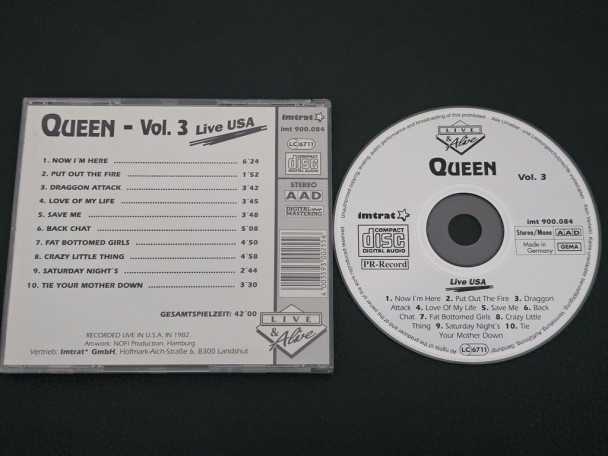 QUEEN - Vol. 3 Live USA
1. NOW I´M HERE 6´24
2. PUT OUT THE FIRE 1´52
3. DRAGGON ATTACK 3´42
4. LOVE OF MY LIFE 3´45
5. SAVE ME 3´48
6. BACK CHAT 5´08
7. FAT BOTTOMED GIRLS 4´50
8. CRAZY LITTLE THING 4´58
9. SATURDAY NIGHT´S 2´44
10. TIE YOUR MOTHER DOWN 3´30
GESAMTSPIELZEIT: 42´00
RECORDED LIVE IN U.S.A. IN 1982
Artwork: NOFI Production, Hamburg
Vertrieb: Imtrat® GmbH, Hofmark-Aich-Straße 6, 8300 Landshut
imtrat
imt 900.084
LC 6711
COMPACT
disc
DIGITAL AUDIO
STEREO
AAD
DIGITAL
MASTERING
LIVE
& Alive
LIVE
& Alive
QUEEN
Vol. 3
imtrat
imt 900.084
COMPACT
disc
DIGITAL AUDIO
Stereo/Mono AAD
Made in
Germany
GEMA
PR-Record
Live USA
1. Now I´m Here 2. Put Out The Fire 3. Draggon
Attack 4. Love Of My Life 5. Save Me 6. Back
Chat 7. Fat Bottomed Girls 8. Crazy Little
Thing 9. Saturday Night´s 10. Tie
Your Mother Down
LC 6711